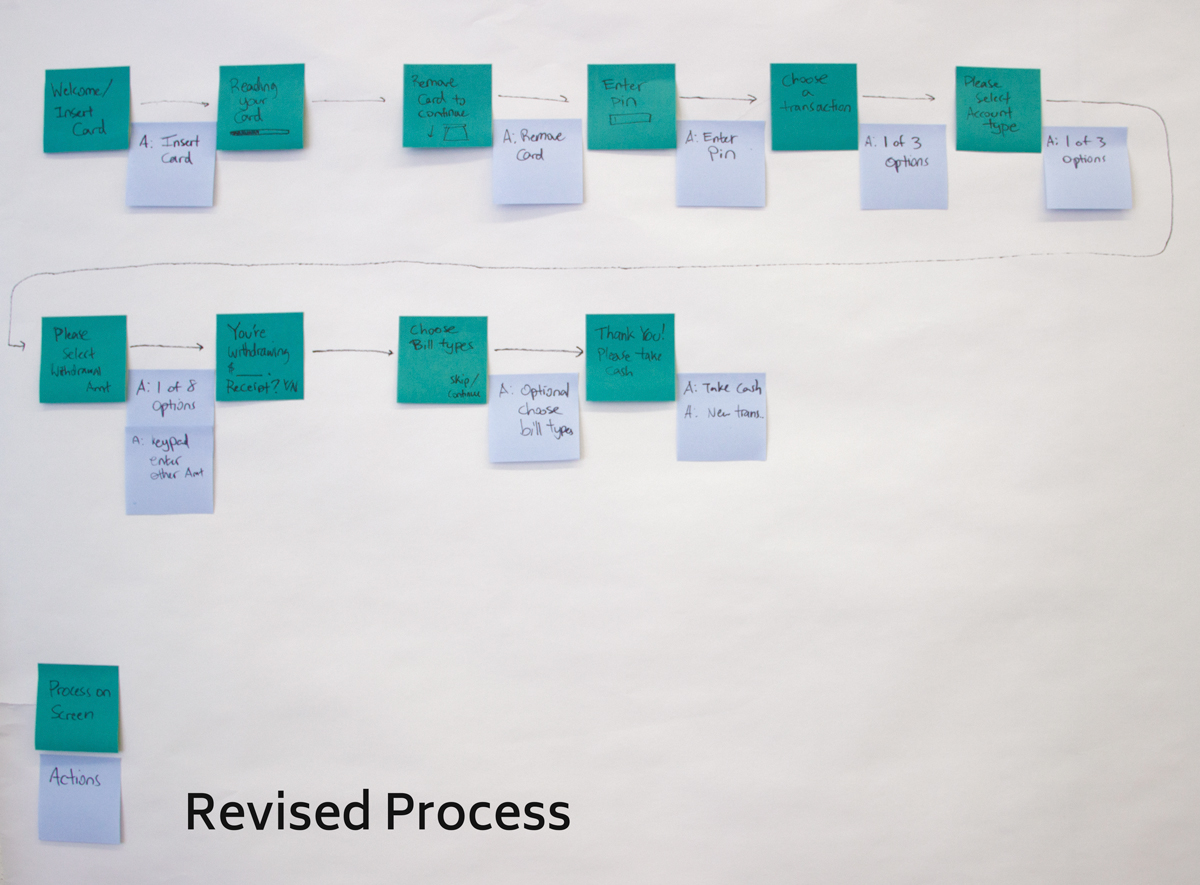 Welcome/
Insert
Card
A: Insert
Card
Reading
your
Card
Remove
Card to
continue
A: Remove
Card
Enter
Pin
A: Enter
Pin
Choose
a
transaction
A: 1 of 3
Options
Please
Select
Account
type
A: 1 of 3
Options
Please
Select
Withdrawal
Amt
A: 1 of 8
Options
A: keypad
enter
other Amt
You're
withdrawing
$____.
Receipt? Y/N
Choose
Bill types
Skip/
Continue
A: Optional
choose
bill types
Thank You!
Please take
Cash
A: Take Cash
A: New trans.
Process on
Screen
Actions
Revised Process